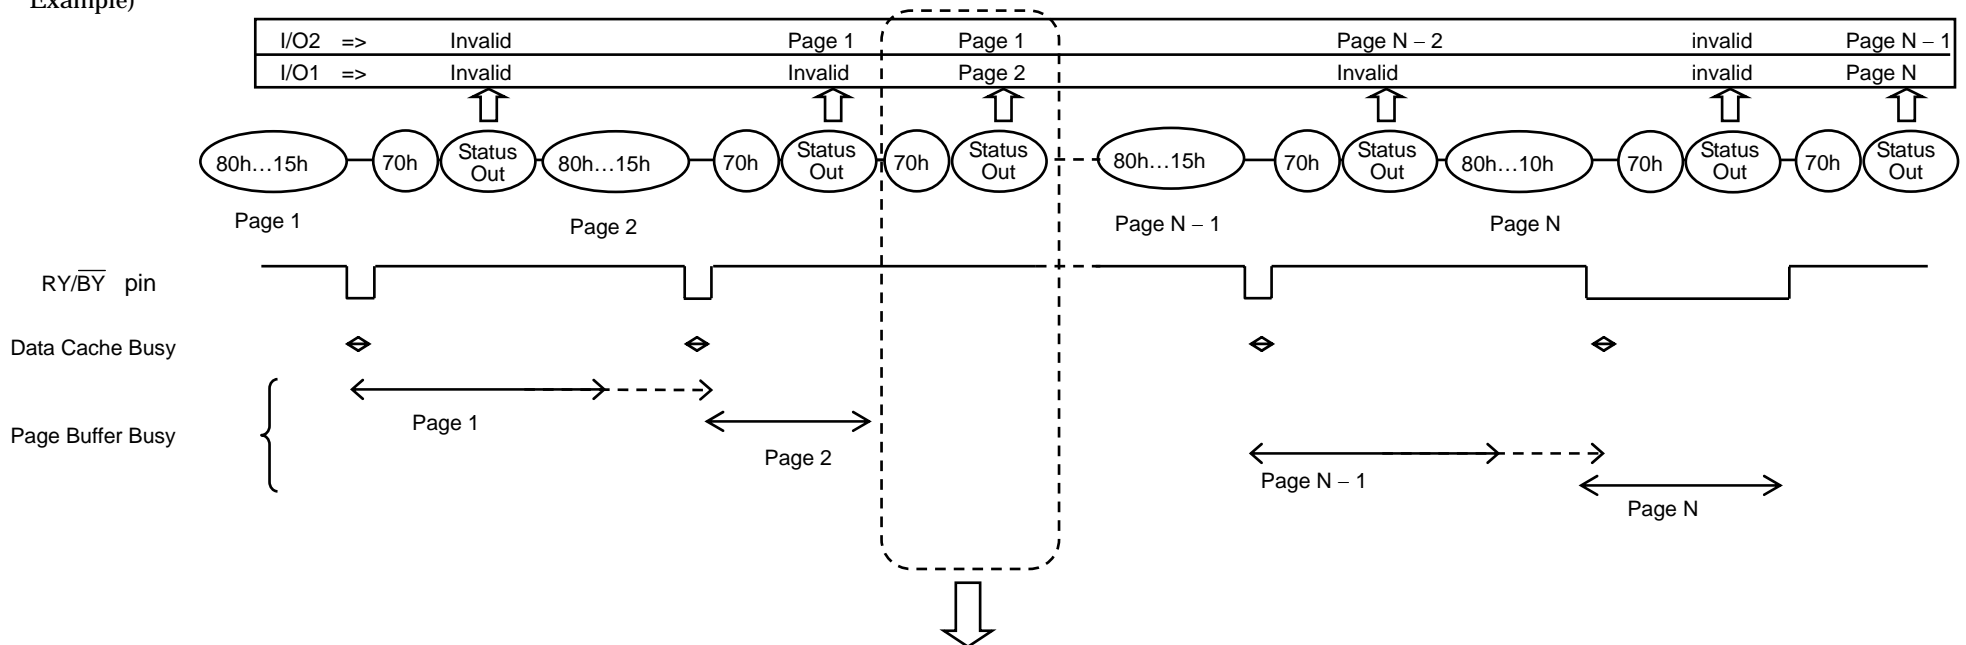 Example)
I/O2 => Invalid Page 1 Page 1 Page N – 2 invalid Page N – 1
I/O1 => Invalid Invalid Page 2 Invalid invalid Page N
80h…15h 70h Status Out 80h…15h 70h Status Out 70h Status Out 80h…15h 70h Status Out 80h…10h 70h Status Out 70h Status Out
Page 1 Page 2 Page N – 1 Page N
RY/B̅Y̅ pin
Data Cache Busy
Page 1
Page Buffer Busy
Page 2
Page N – 1
Page N